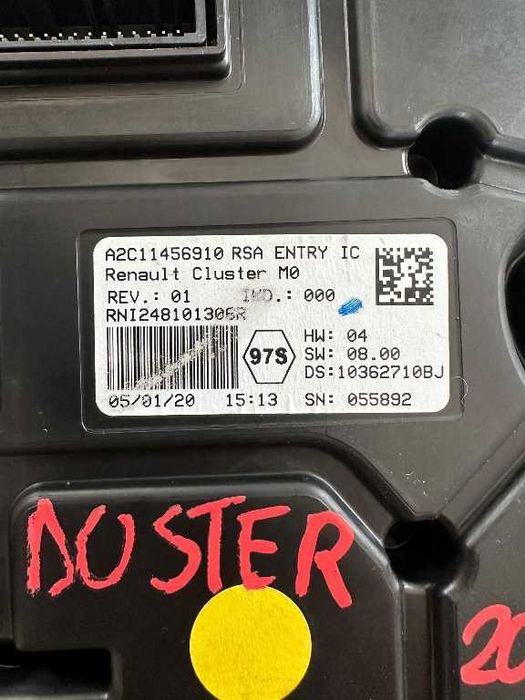 A2C11456910 RSA ENTRY IC
Renault Cluster M0
REV.: 01 IND.: 000
RNI248101306R
HW: 04
97S
SW: 08.00
DS:10362710BJ
05/01/20 15:13 SN: 055892
DUSTER
20